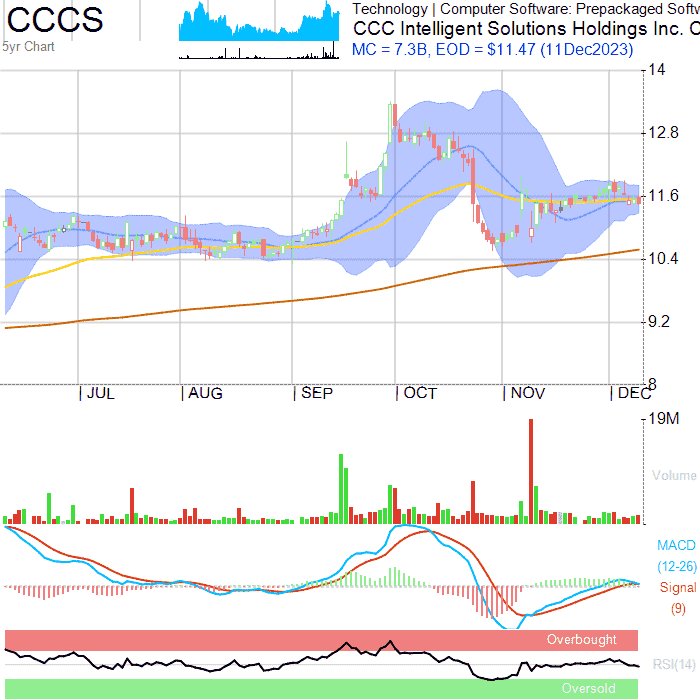 CCCS
5yr Chart
Technology | Computer Software: Prepackaged Softw
CCC Intelligent Solutions Holdings Inc. C
MC = 7.3B, EOD = $11.47 (11Dec2023)
14
12.8
11.6
10.4
9.2
8
JUL AUG SEP OCT NOV DEC
19M
Volume
MACD
(12-26)
Signal
(9)
Overbought
RSI(14)
Oversold